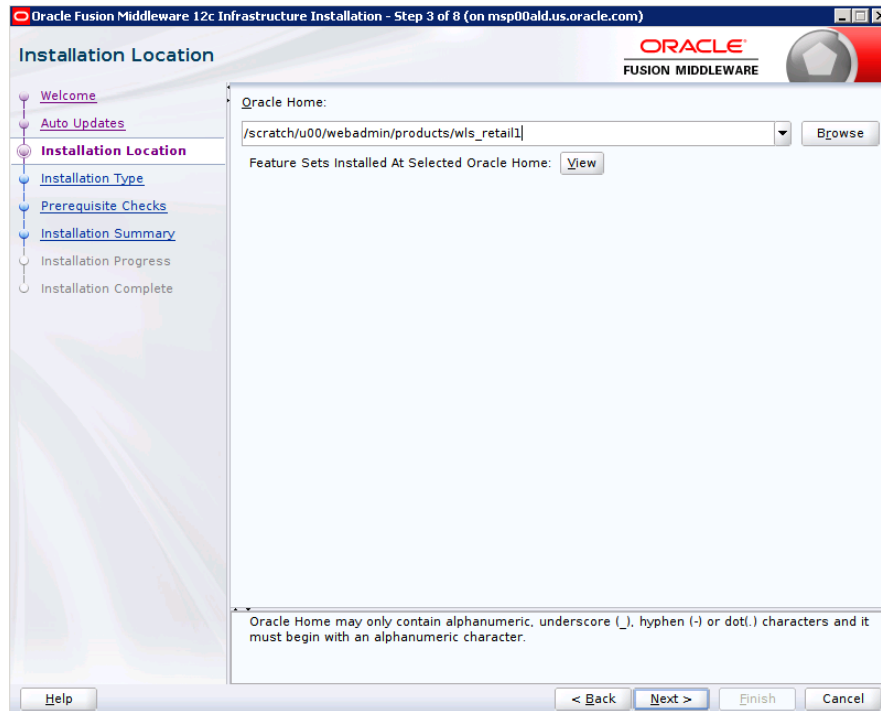 Oracle Fusion Middleware 12c Infrastructure Installation - Step 3 of 8 (on msp00ald.us.oracle.com)
Installation Location
ORACLE
FUSION MIDDLEWARE
Welcome
Auto Updates
Installation Location
Installation Type
Prerequisite Checks
Installation Summary
Installation Progress
Installation Complete
Oracle Home:
/scratch/u00/webadmin/products/wls_retail1
Browse
Feature Sets Installed At Selected Oracle Home: View
Oracle Home may only contain alphanumeric, underscore (_), hyphen (-) or dot(.) characters and it
must begin with an alphanumeric character.
Help
< Back
Next >
Finish
Cancel